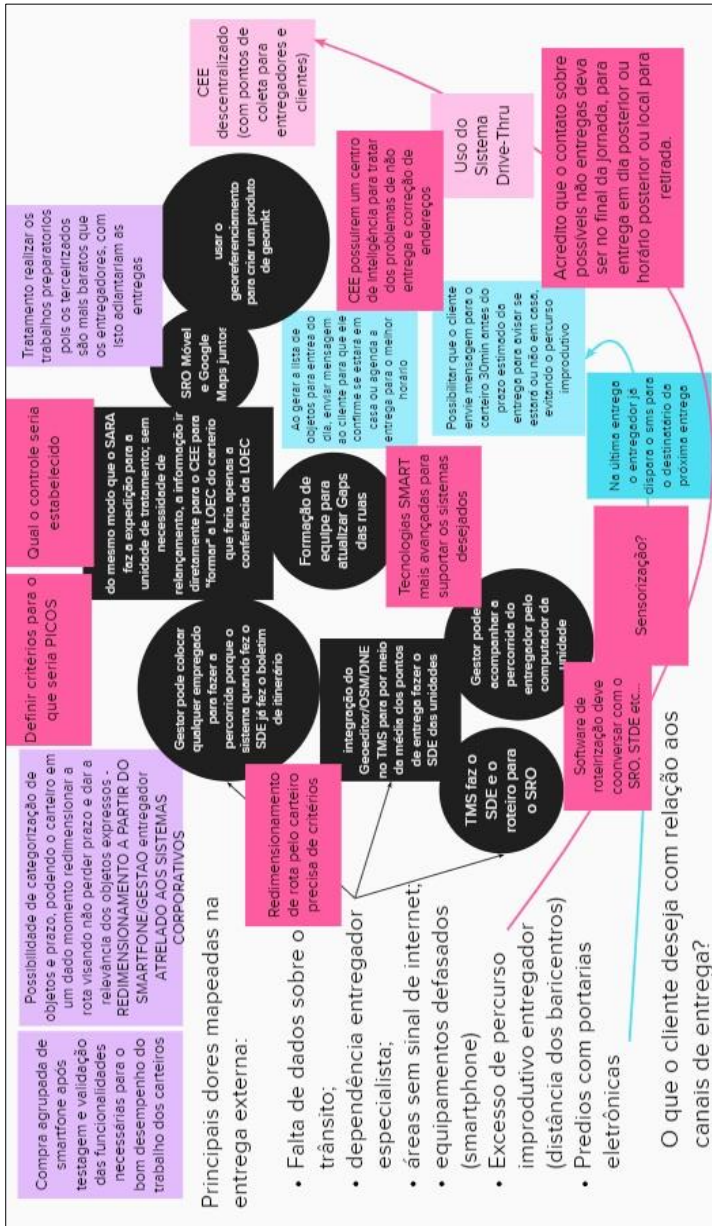 Compra agrupada de
smartfone após
testagem e validação
das funcionalidades
necessárias para o
bom desempenho do
trabalho dos carteiros
Possibilidade de categorização de
objetos e prazo, podendo o carteiro em
um dado momento redimensionar a
rota visando não perder prazo e dar a
relevância dos objetos expressos -
REDIMENSIONAMENTO A PARTIR DO
SMARTFONE/GESTAO entregador
ATRELADO AOS SISTEMAS
CORPORATIVOS
Definir critérios para o
que seria PICOS
Qual o controle seria
estabelecido
Tratamento realizar os
trabalhos preparatorios
pois os terceirizados
são mais baratos que
os entregadores, com
isto adiantariam as
entregas
Principais dores mapeadas na
entrega externa:
• Falta de dados sobre o
trânsito;
• dependência entregador
especialista;
• áreas sem sinal de internet;
• equipamentos defasados
(smartphone)
• Excesso de percurso
improdutivo entregador
(distância dos baricentros)
• Predios com portarias
eletrônicas
O que o cliente deseja com relação aos
canais de entrega?
Redimensionamento
de rota pelo carteiro
precisa de critérios
Gestor pode colocar
qualquer empregado
para fazer a
percorrida porque o
sistema quando fez o
SDE já fez o boletim
de itinerário
do mesmo modo que o SARA
faz a expedição para a
unidade de tratamento; sem
necessidade de
relançamento, a informação ir
diretamente para o CEE para
"formar" a LOEC do carterio
que faria apenas a
conferência da LOEC
SRO Móvel
e Google
Maps juntos
usar o
georeferenciamento
para criar um produto
de geomkt
CEE
descentralizado
(com pontos de
coleta para
entregadores e
clientes)
integração do
Geoeditor/OSM/DNE
no TMS para por meio
da média dos pontos
de entrega fazer o
SDE das unidades
Formação de
equipe para
atualizar Gaps
das ruas
Ao gerar a lista de
objetos para entrea do
dia, enviar mensagem
ao cliente para que ele
confirme se estará em
casa ou agenda a
entrega para o melhor
horário
CEE possuírem um centro
de inteligência para tratar
dos problemas de não
entrega e correção de
endereços
TMS faz o
SDE e o
roteiro para
o SRO
Gestor pode
acompanhar a
percorrida do
entregador pelo
computador da
unidade
Tecnologias SMART
mais avançadas para
suportar os sistemas
desejados
Possibilitar que o cliente
envie mensagem para o
carteiro 30min antes do
prazo estimado da
entrega para avisar se
estará ou não em casa,
evitando o percurso
improdutivo
Uso do
Sistema
Drive-Thru
Software de
roteirização deve
coonversar com o
SRO, STDE etc...
Sensorização?
Na última entrega
o entregador já
dispara o sms para
o destinatário da
próxima entrega
Acredito que o contato sobre
possíveis não entregas deva
ser no final da jornada, para
entrega em dia posterior ou
horário posterior ou local para
retirada.